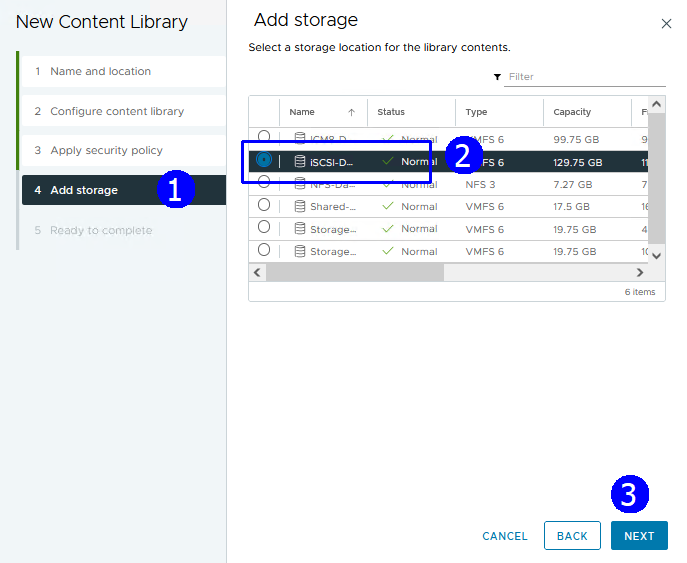 New Content Library
1 Name and location
2 Configure content library
3 Apply security policy
4 Add storage
1
5 Ready to complete
Add storage
Select a storage location for the library contents.
Filter
Name Status Type Capacity
Normal VMFS 6 99.75 GB 9
iSCSI-D... Normal VMFS 6 129.75 GB 11
2
NFS-Da... Normal NFS 3 7.27 GB 7
Shared-... Normal VMFS 6 17.5 GB 16
Storage... Normal VMFS 6 19.75 GB 4
Storage... Normal VMFS 6 19.75 GB 10
6 items
3
CANCEL BACK NEXT